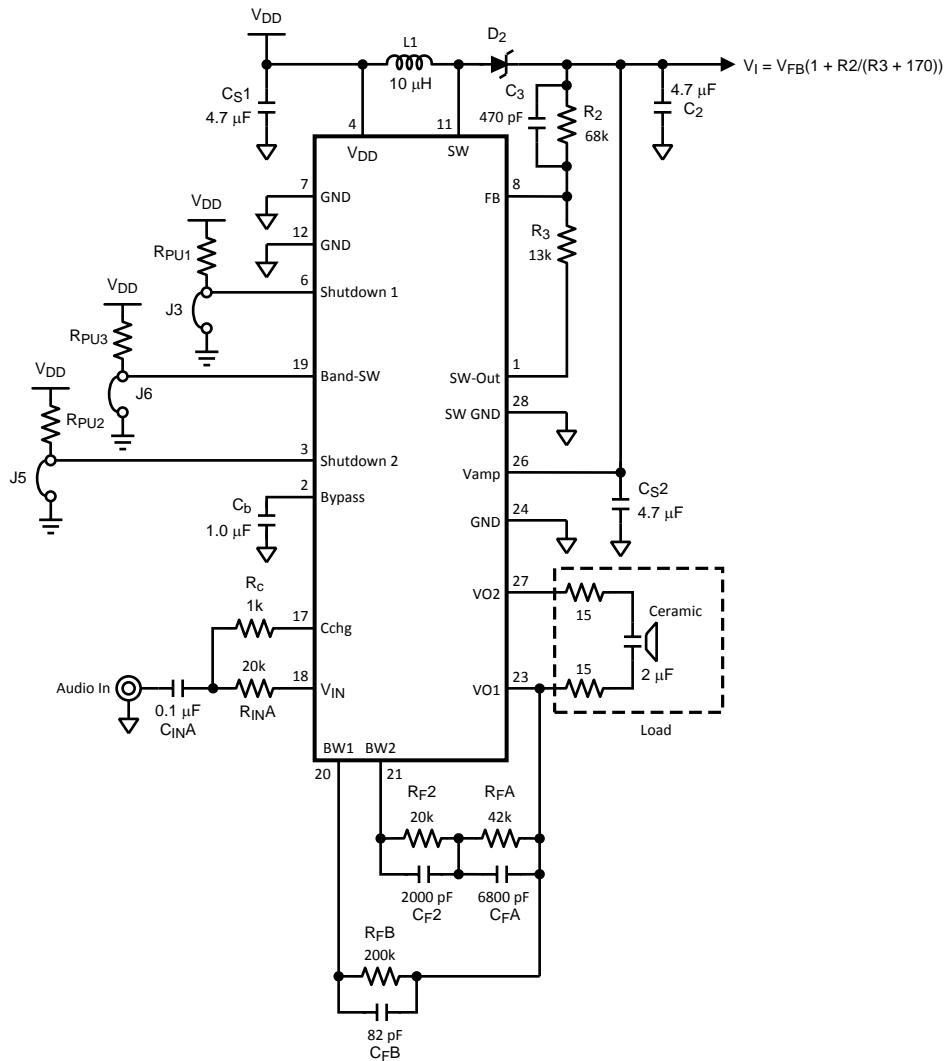 VDD
L1
10 μH
D2
VI = VFB(1 + R2/(R3 + 170))
CS1
4.7 μF
C3
470 pF
R2
68k
4.7 μF
C2
4
VDD
11
SW
7
GND
8
FB
VDD
RPU1
12
GND
R3
13k
6
Shutdown 1
J3
VDD
RPU3
19
Band-SW
J6
1
SW-Out
VDD
RPU2
28
SW GND
3
Shutdown 2
J5
26
Vamp
2
Bypass
Cb
1.0 μF
CS2
4.7 μF
24
GND
27
VO2
15
Ceramic
2 μF
Rc
1k
17
Cchg
20k
RINA
18
VIN
23
VO1
15
Load
Audio In
0.1 μF
CINA
BW1
BW2
20
21
RF2
20k
RFA
42k
2000 pF
CF2
6800 pF
CFA
RFB
200k
82 pF
CFB